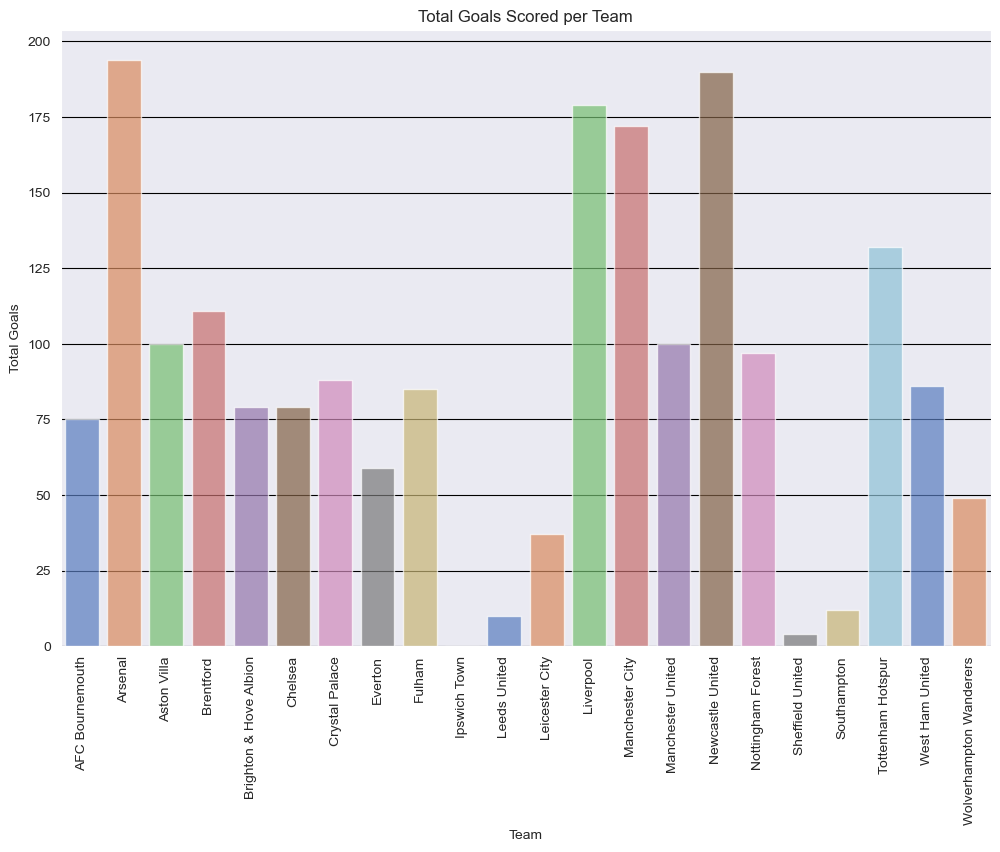 Total Goals Scored per Team
Total Goals
200
175
150
125
100
75
50
25
0
AFC Bournemouth
Arsenal
Aston Villa
Brentford
Brighton & Hove Albion
Chelsea
Crystal Palace
Everton
Fulham
Ipswich Town
Leeds United
Leicester City
Liverpool
Manchester City
Manchester United
Newcastle United
Nottingham Forest
Sheffield United
Southampton
Tottenham Hotspur
West Ham United
Wolverhampton Wanderers
Team